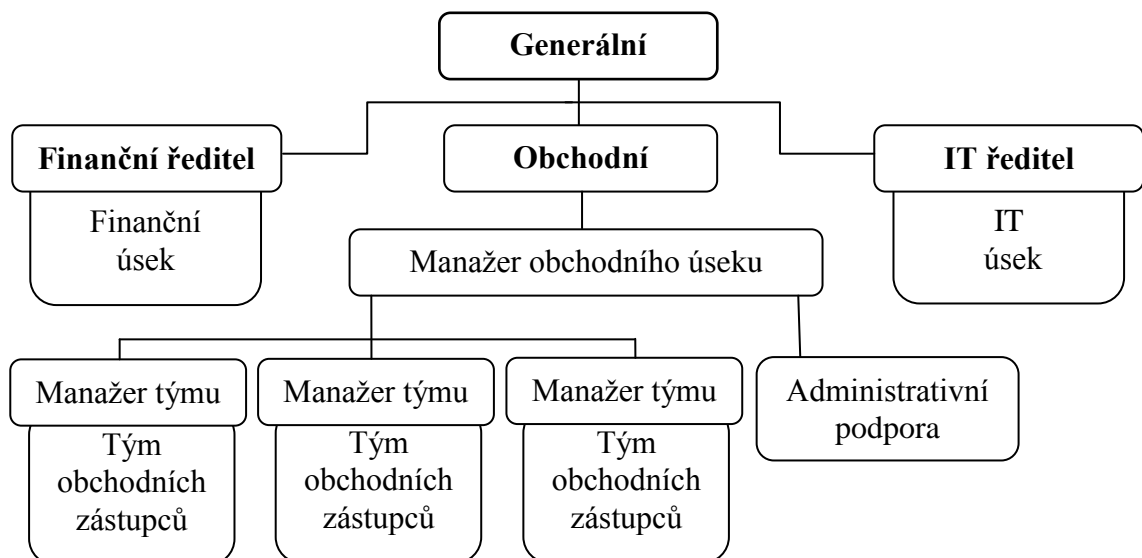 Generální
Finanční ředitel
Finanční
úsek
Obchodní
IT ředitel
IT
úsek
Manažer obchodního úseku
Manažer týmu
Tým
obchodních
zástupců
Manažer týmu
Tým
obchodních
zástupců
Manažer týmu
Tým
obchodních
zástupců
Administrativní
podpora